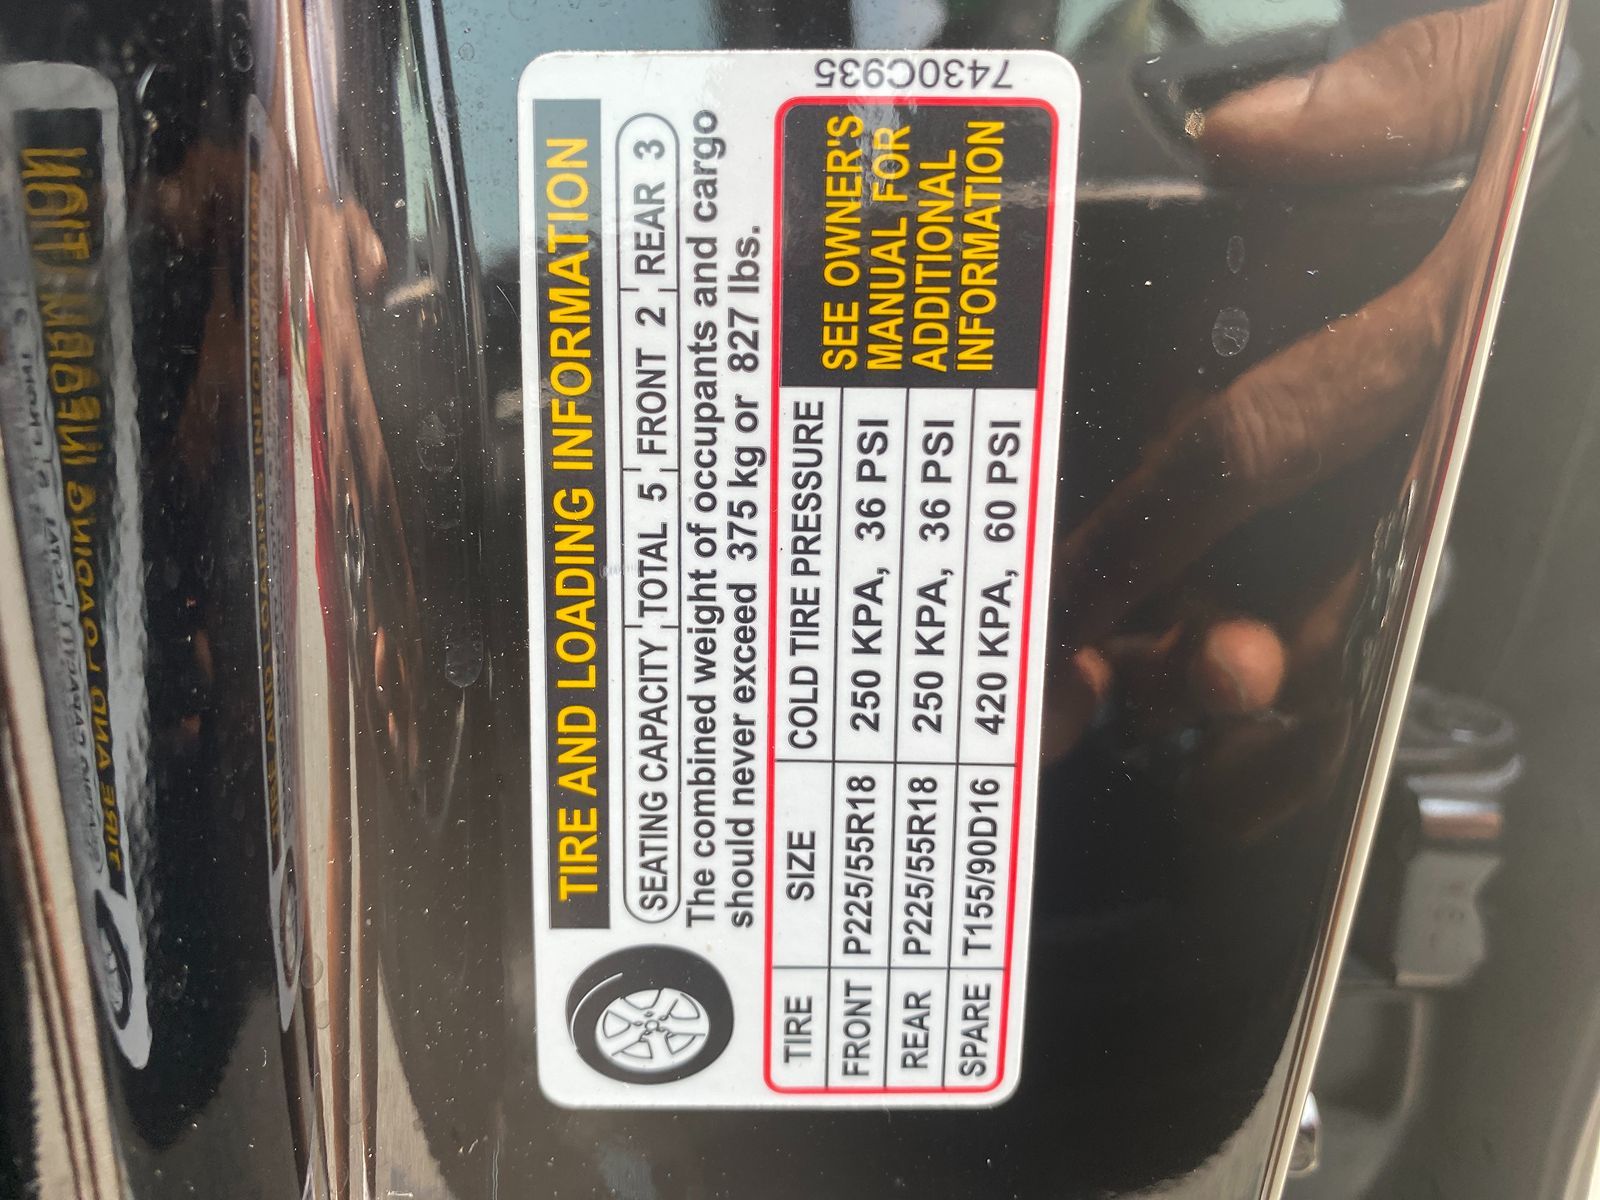 TIRE AND LOADING INFORMATION
SEATING CAPACITY TOTAL 5 FRONT 2 REAR 3
The combined weight of occupants and cargo
should never exceed 375 kg or 827 lbs.
TIRE SIZE COLD TIRE PRESSURE
FRONT P225/55R18 250 KPA, 36 PSI
REAR P225/55R18 250 KPA, 36 PSI
SPARE T155/90D16 420 KPA, 60 PSI
SEE OWNER'S
MANUAL FOR
ADDITIONAL
INFORMATION
7430C935